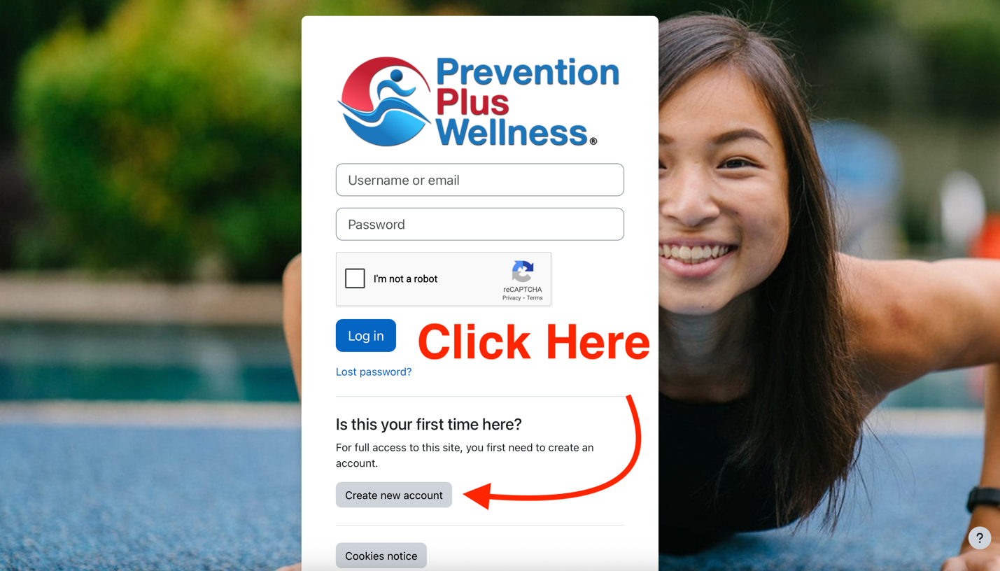 Prevention
Plus
Wellness®
Username or email
Password
I'm not a robot
reCAPTCHA
Privacy - Terms
Log in
Click Here
Lost password?
Is this your first time here?
For full access to this site, you first need to create an
account.
Create new account
Cookies notice
?